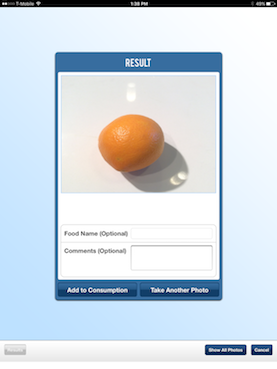 T-Mobile
1:38 PM
49%
RESULT
Food Name (Optional)
Comments (Optional)
Add to Consumption
Take Another Photo
Show All Photos
Cancel